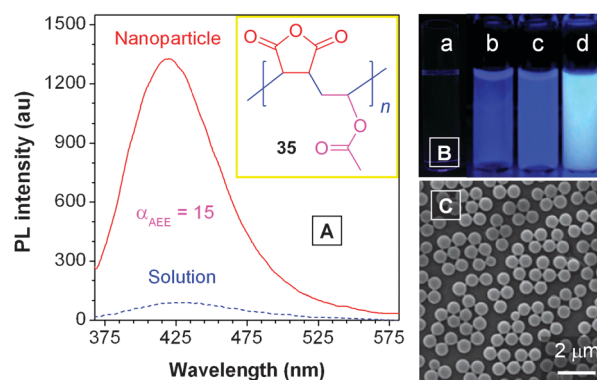 PL intensity (au)
1500
1200
900
600
300
0
Nanoparticle
α_AEE = 15
Solution
A
375
425
475
525
575
Wavelength (nm)
O
O
O
n
O
O
35
a
b
c
d
B
C
2 μm